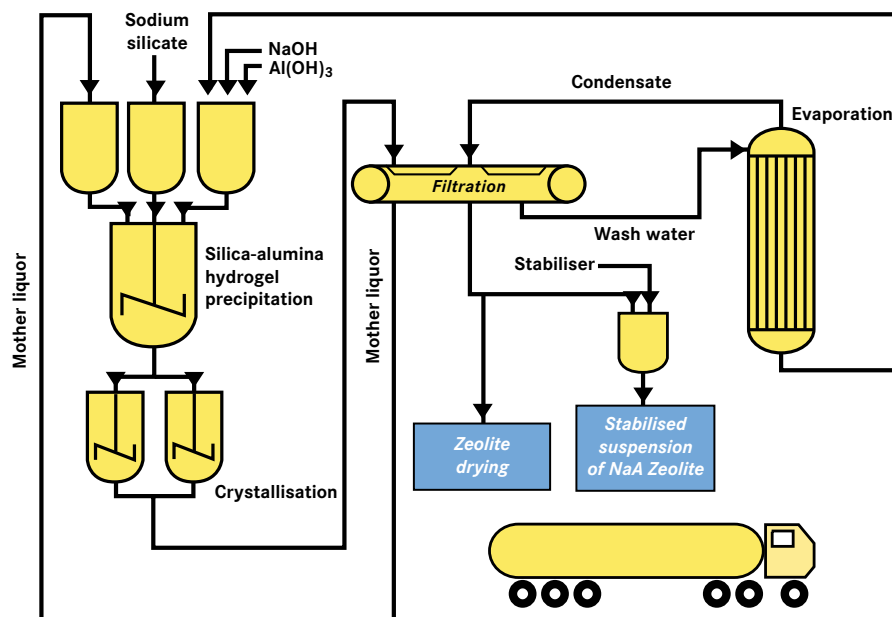 Sodium
silicate
NaOH
Al(OH)₃
Condensate
Evaporation
Filtration
Wash water
Silica-alumina
hydrogel
precipitation
Stabiliser
Mother liquor
Mother liquor
Zeolite
drying
Stabilised
suspension
of NaA Zeolite
Crystallisation